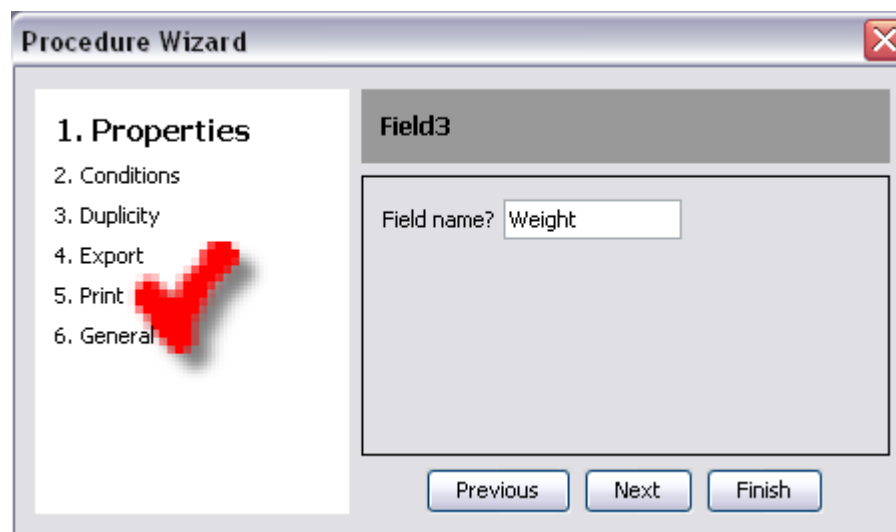 Procedure Wizard
1. Properties
2. Conditions
3. Duplicity
4. Export
5. Print
6. General
Field3
Field name? Weight
Previous Next Finish